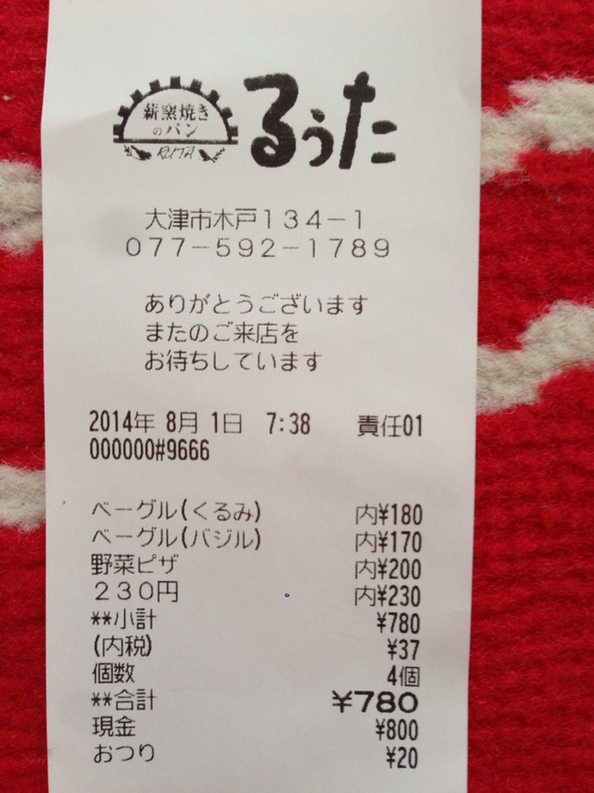 薪窯焼き
のパン
RUTA
るぅた
大津市木戸134-1
077-592-1789
ありがとうございます
またのご来店を
お待ちしています
2014年 8月 1日 7:38 責任01
000000#9666
ベーグル(くるみ) 内¥180
ベーグル(バジル) 内¥170
野菜ピザ 内¥200
230円 内¥230
**小計 ¥780
(内税) ¥37
個数 4個
**合計 ¥780
現金 ¥800
おつり ¥20